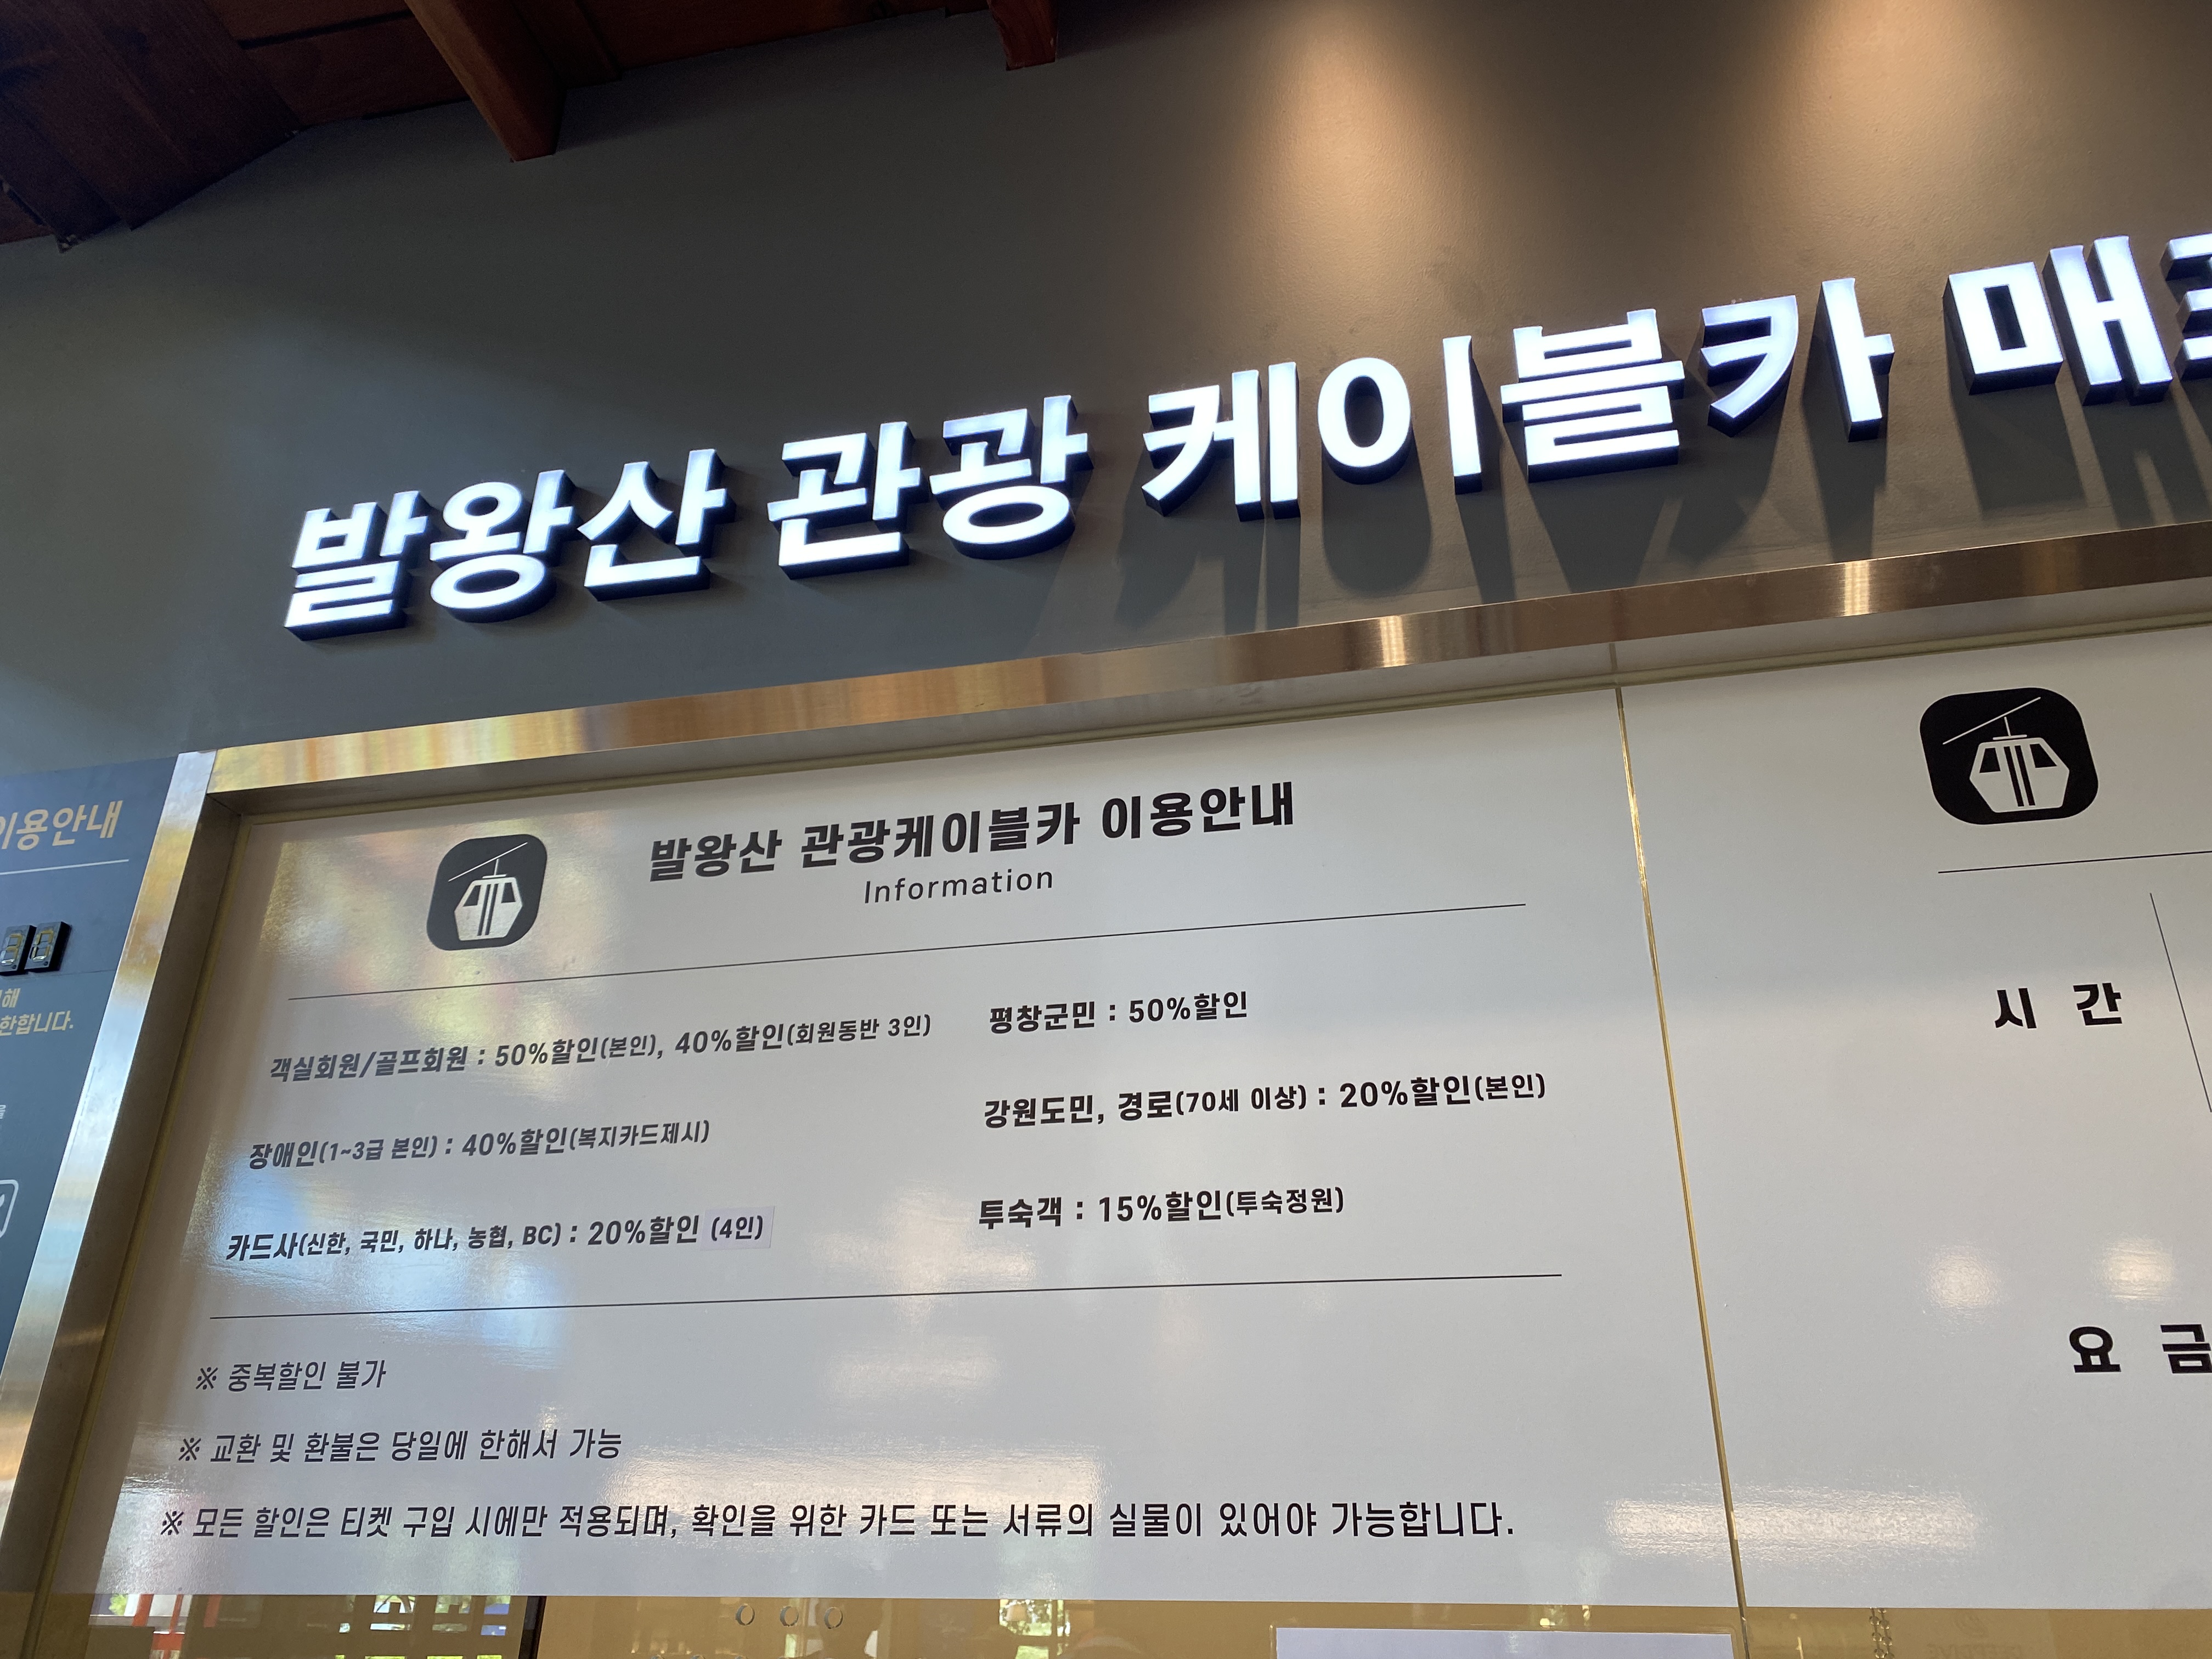 발왕산 관광 케이블카
이용안내
한합니다.
발왕산 관광케이블카 이용안내
Information
객실회원/골프회원 : 50%할인(본인), 40%할인(회원동반 3인)
장애인(1~3급 본인) : 40%할인(복지카드제시)
카드사(신한, 국민, 하나, 농협, BC) : 20%할인 (4인)
평창군민 : 50%할인
강원도민, 경로(70세 이상) : 20%할인(본인)
투숙객 : 15%할인(투숙정원)
※ 중복할인 불가
※ 교환 및 환불은 당일에 한해서 가능
※ 모든 할인은 티켓 구입 시에만 적용되며, 확인을 위한 카드 또는 서류의 실물이 있어야 가능합니다.
시 간
요 금